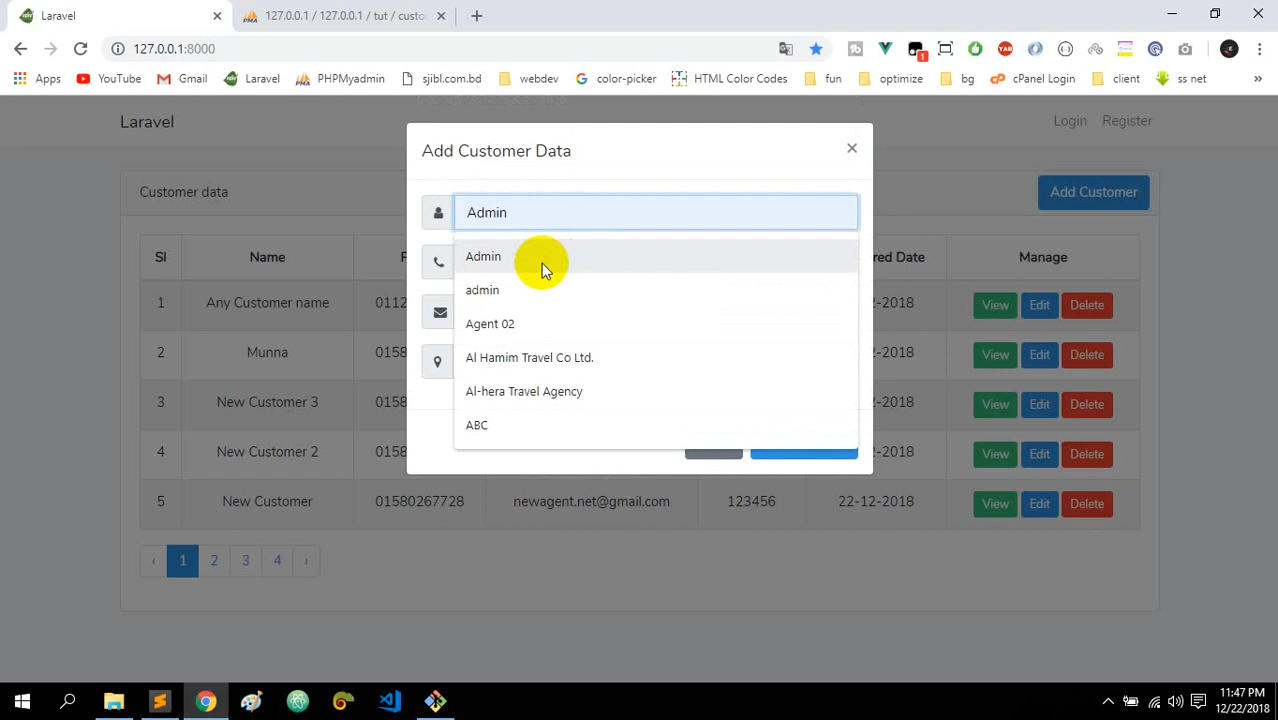 Laravel
127.0.0.1 / 127.0.0.1 / tut / custo
127.0.0.1:8000
1
Apps YouTube Gmail Laravel PHPMyadmin sjibl.com.bd webdev color-picker HTML Color Codes fun optimize bg cPanel Login client ss net »
Laravel Login Register
Add Customer Data ×
Customer data Add Customer
Admin
Admin
admin
Agent 02
Al Hamim Travel Co Ltd.
Al-hera Travel Agency
ABC
Sl Name P red Date Manage
1 Any Customer name 0112 2-2018 View Edit Delete
2 Munna 0158 2-2018 View Edit Delete
3 New Customer 3 0158 2-2018 View Edit Delete
4 New Customer 2 0158 2-2018 View Edit Delete
5 New Customer 01580267728 newagent.net@gmail.com 123456 22-12-2018 View Edit Delete
‹ 1 2 3 4 ›
11:47 PM
12/22/2018